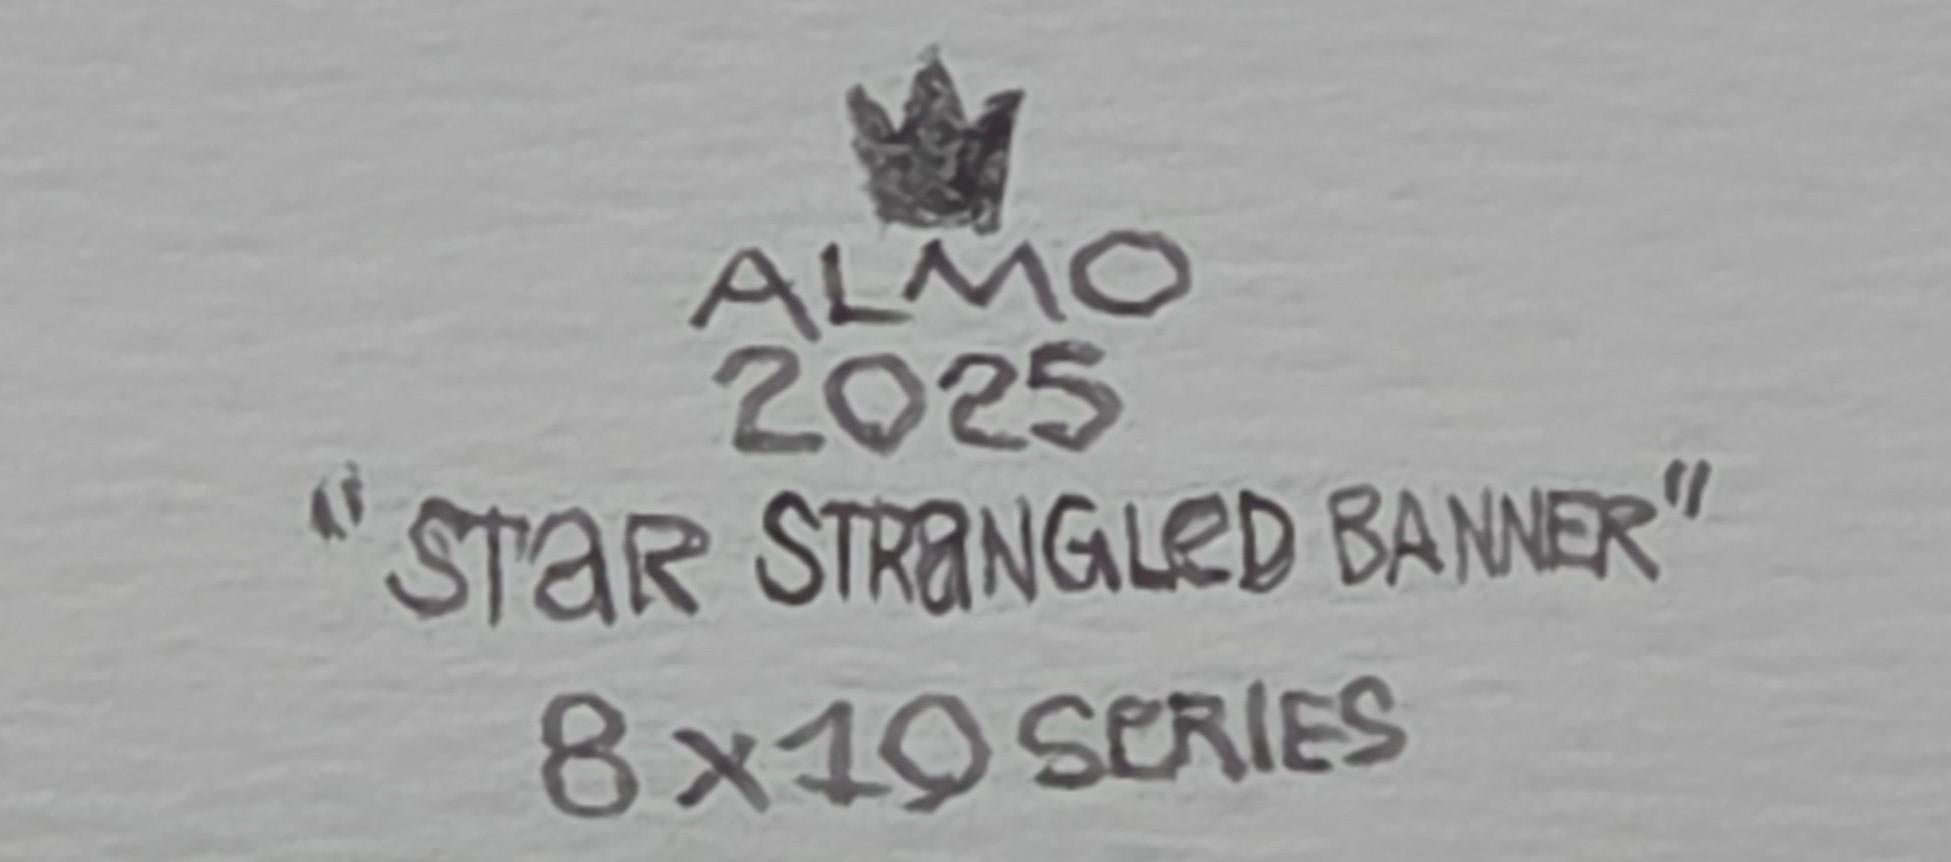 ALMO
2025
"STaR STRaNGLeD BANNER"
8x10 SeRIES